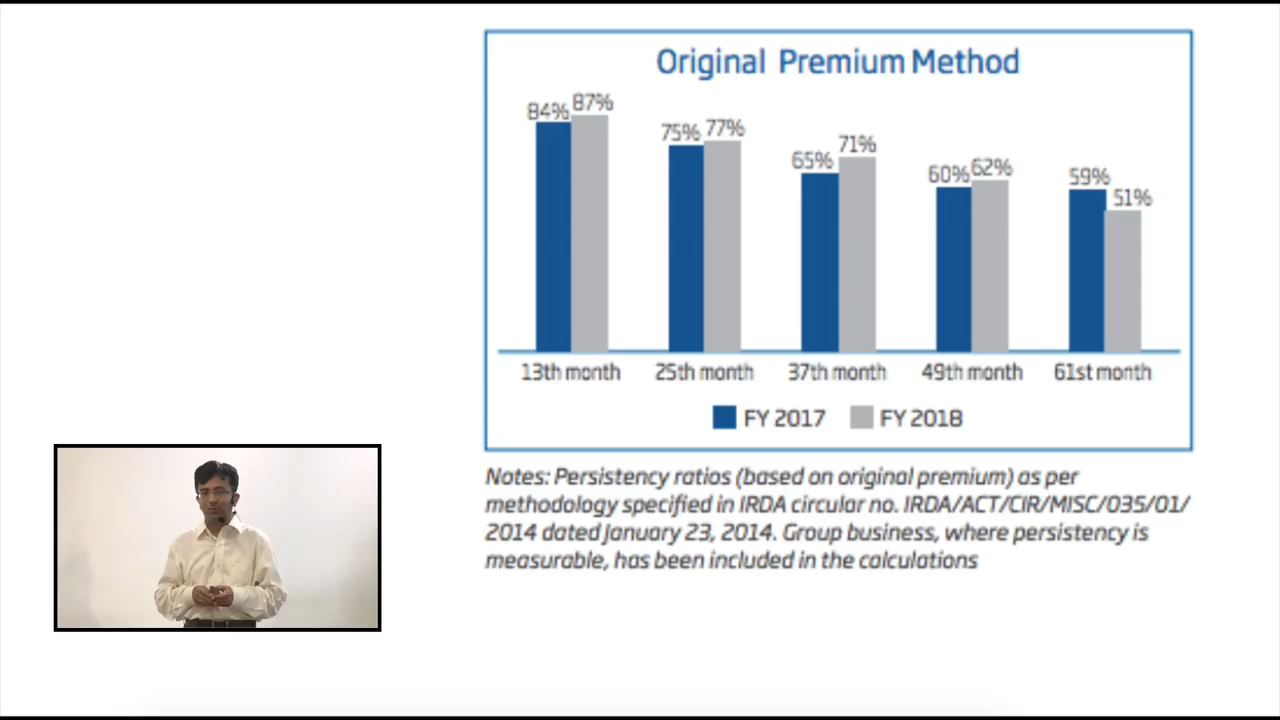 Original Premium Method
84% 87%
75% 77%
65% 71%
60% 62%
59% 51%
13th month 25th month 37th month 49th month 61st month
FY 2017 FY 2018
Notes: Persistency ratios (based on original premium) as per
methodology specified in IRDA circular no. IRDA/ACT/CIR/MISC/035/01/
2014 dated January 23, 2014. Group business, where persistency is
measurable, has been included in the calculations